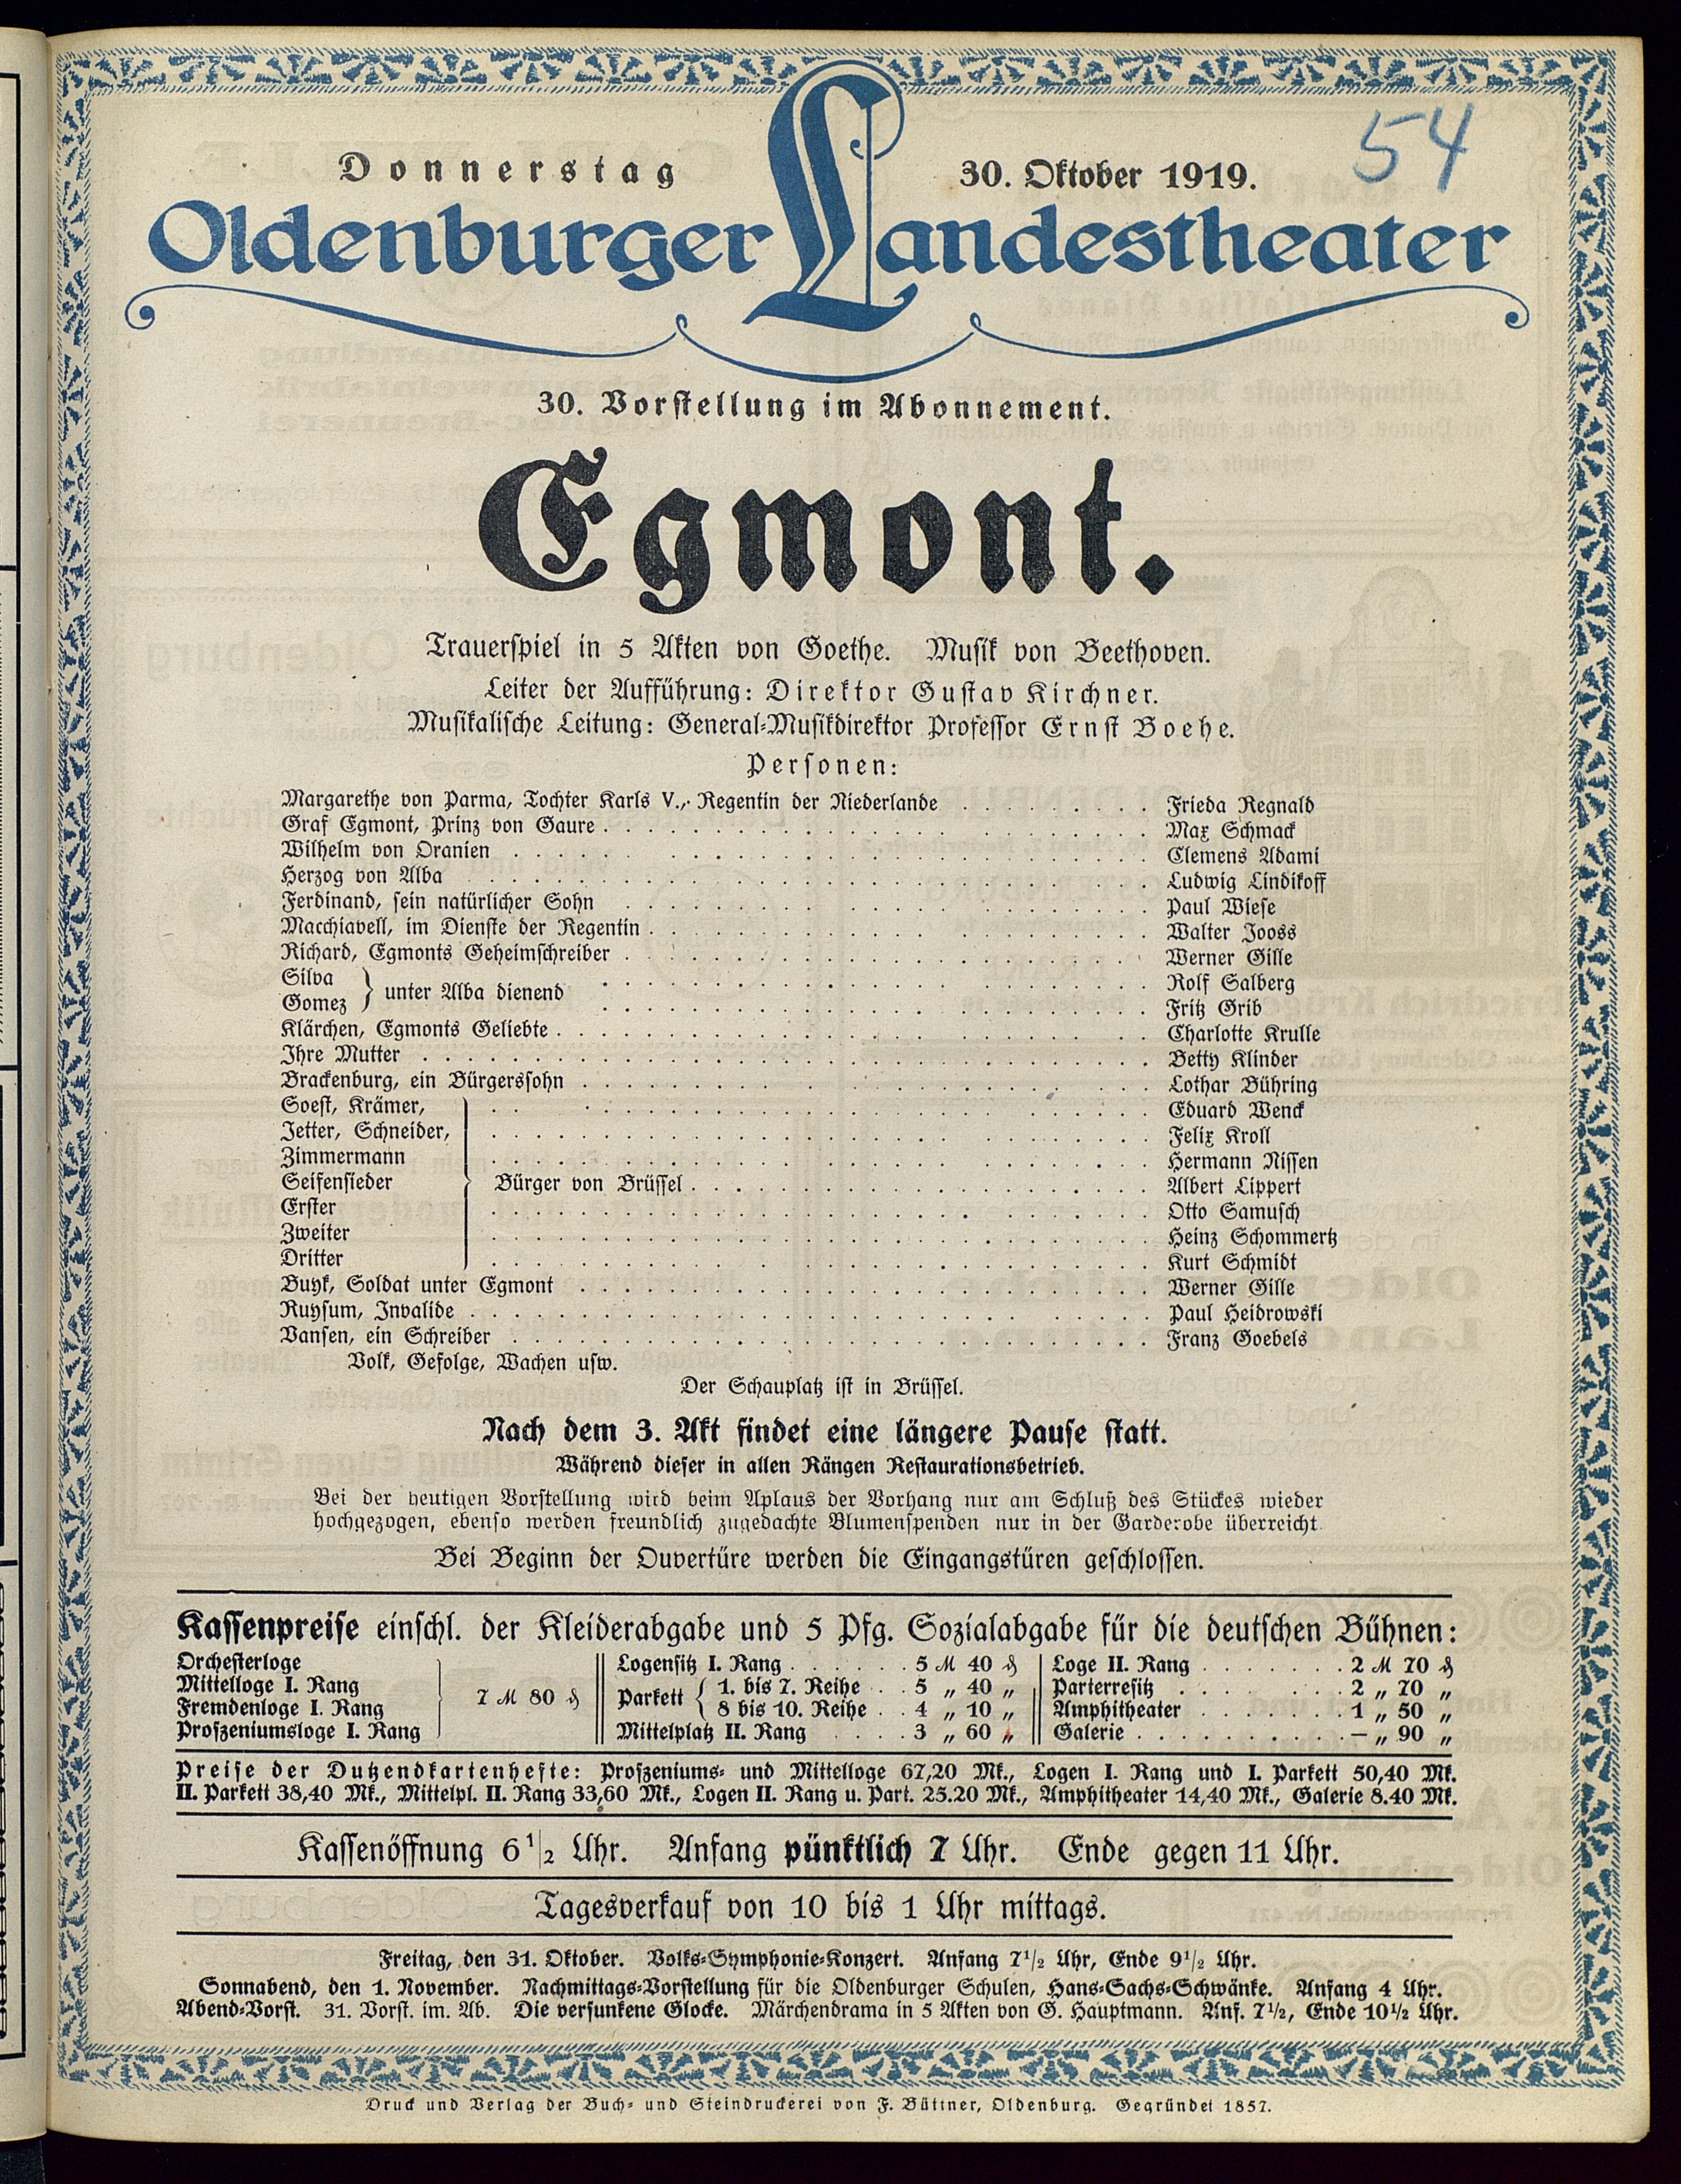 54
Donnerstag 30. Oktober 1919.
Oldenburger Landestheater
30. Vorstellung im Abonnement.
Egmont.
Trauerspiel in 5 Akten von Goethe. Musik von Beethoven.
Leiter der Aufführung: Direktor Gustav Kirchner.
Musikalische Leitung: General-Musikdirektor Professor Ernst Boehe.
Personen:
Margarethe von Parma, Tochter Karls V., Regentin der Niederlande . . . . . . . Frieda Regnald
Graf Egmont, Prinz von Gaure . . . . . . . Max Schmack
Wilhelm von Oranien . . . . . . . Clemens Adami
Herzog von Alba . . . . . . . Ludwig Lindikoff
Ferdinand, sein natürlicher Sohn . . . . . . . Paul Wiese
Macchiavell, im Dienste der Regentin . . . . . . . Walter Jooss
Richard, Egmonts Geheimschreiber . . . . . . . Werner Gille
Silva . . . . . . . Rolf Salberg
unter Alba dienend
Gomez . . . . . . . Fritz Grib
Klärchen, Egmonts Geliebte . . . . . . . Charlotte Krulle
Ihre Mutter . . . . . . . Betty Klinder
Brackenburg, ein Bürgerssohn . . . . . . . Lothar Bühring
Soest, Krämer, . . . . . . . Eduard Wenck
Jetter, Schneider, . . . . . . . Felix Kroll
Zimmermann . . . . . . . Hermann Nissen
Seifensieder Bürger von Brüssel . . . . . . . Albert Lippert
Erster . . . . . . . Otto Samusch
Zweiter . . . . . . . Heinz Schommertz
Dritter . . . . . . . Kurt Schmidt
Buyk, Soldat unter Egmont . . . . . . . Werner Gille
Ruysum, Invalide . . . . . . . Paul Heidrowski
Vansen, ein Schreiber . . . . . . . Franz Goebels
Volk, Gefolge, Wachen usw.
Der Schauplatz ist in Brüssel.
Nach dem 3. Akt findet eine längere Pause statt.
Während dieser in allen Rängen Restaurationsbetrieb.
Bei der heutigen Vorstellung wird beim Aplaus der Vorhang nur am Schluß des Stückes wieder
hochgezogen, ebenso werden freundlich zugedachte Blumenspenden nur in der Garderobe überreicht.
Bei Beginn der Ouvertüre werden die Eingangstüren geschlossen.
Kassenpreise einschl. der Kleiderabgabe und 5 Pfg. Sozialabgabe für die deutschen Bühnen:
Orchesterloge
Mittelloge I. Rang
Fremdenloge I. Rang
Proszeniumsloge I. Rang
7 M 80 ₰
Logensitz I. Rang . . . . . . 5 M 40 ₰
Parkett 1. bis 7. Reihe . . 5 „ 40 „
8 bis 10. Reihe . . 4 „ 10 „
Mittelplatz II. Rang . . . . 3 „ 60 „
Loge II. Rang . . . . . . . 2 M 70 ₰
Parterresitz . . . . . . . 2 „ 70 „
Amphitheater . . . . . . . 1 „ 50 „
Galerie . . . . . . . . . . — „ 90 „
Preise der Dutzendkartenhefte: Proszeniums- und Mittelloge 67,20 Mk., Logen I. Rang und I. Parkett 50,40 Mk.
II. Parkett 38,40 Mk., Mittelpl. II. Rang 33,60 Mk., Logen II. Rang u. Part. 25.20 Mk., Amphitheater 14,40 Mk., Galerie 8.40 Mk.
Kassenöffnung 6 1/2 Uhr. Anfang pünktlich 7 Uhr. Ende gegen 11 Uhr.
Tagesverkauf von 10 bis 1 Uhr mittags.
Freitag, den 31. Oktober. Volks-Symphonie-Konzert. Anfang 7 1/2 Uhr, Ende 9 1/2 Uhr.
Sonnabend, den 1. November. Nachmittags-Vorstellung für die Oldenburger Schulen, Hans-Sachs-Schwänke. Anfang 4 Uhr.
Abend-Vorst. 31. Vorst. im. Ab. Die versunkene Glocke. Märchendrama in 5 Akten von G. Hauptmann. Anf. 7 1/2, Ende 10 1/2 Uhr.
Druck und Verlag der Buch- und Steindruckerei von F. Büttner, Oldenburg. Gegründet 1857.